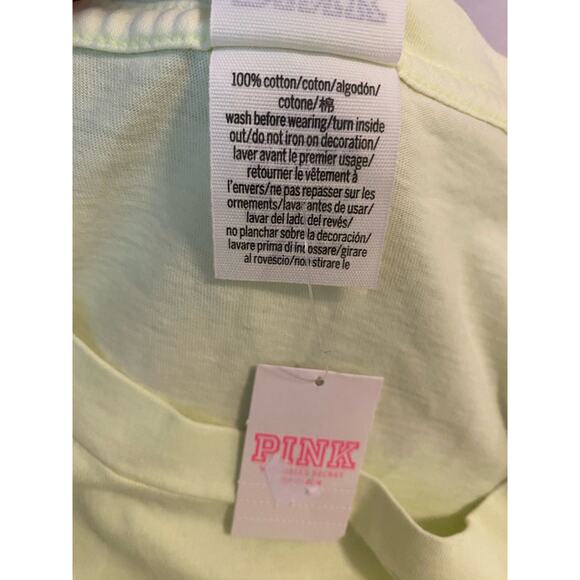 100% cotton/coton/algodón/
cotone/棉
wash before wearing/turn inside
out/do not iron on decoration/
laver avant le premier usage/
retourner le vêtement à
l'envers/ne pas repasser sur les
ornements/lavar antes de usar/
lavar del lado del revés/
no planchar sobre la decoración/
lavare prima di indossare/girare
al rovescio/non stirare le
PINK
SECRET